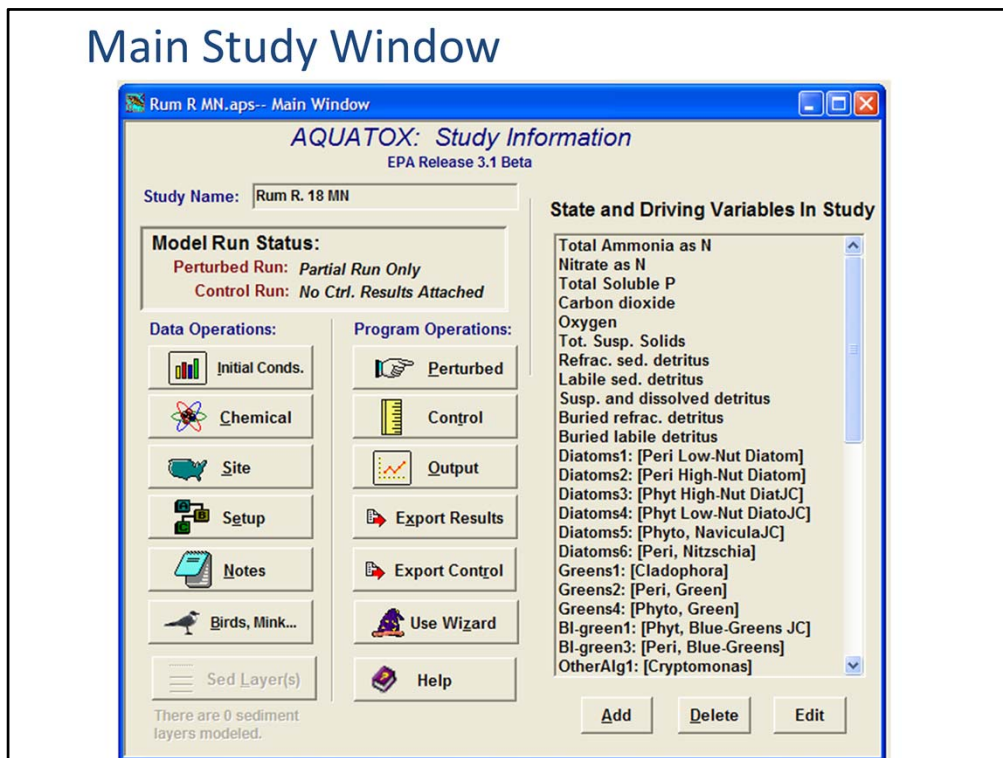 Main Study Window
Rum R MN.aps-- Main Window
AQUATOX: Study Information
EPA Release 3.1 Beta
Study Name: Rum R. 18 MN
Model Run Status:
Perturbed Run: Partial Run Only
Control Run: No Ctrl. Results Attached
Data Operations:
Initial Conds.
Chemical
Site
Setup
Notes
Birds, Mink...
Sed Layer(s)
There are 0 sediment
layers modeled.
Program Operations:
Perturbed
Control
Output
Export Results
Export Control
Use Wizard
Help
State and Driving Variables In Study
Total Ammonia as N
Nitrate as N
Total Soluble P
Carbon dioxide
Oxygen
Tot. Susp. Solids
Refrac. sed. detritus
Labile sed. detritus
Susp. and dissolved detritus
Buried refrac. detritus
Buried labile detritus
Diatoms1: [Peri Low-Nut Diatom]
Diatoms2: [Peri High-Nut Diatom]
Diatoms3: [Phyt High-Nut DiatJC]
Diatoms4: [Phyt Low-Nut DiatoJC]
Diatoms5: [Phyto, NaviculaJC]
Diatoms6: [Peri, Nitzschia]
Greens1: [Cladophora]
Greens2: [Peri, Green]
Greens4: [Phyto, Green]
Bl-green1: [Phyt, Blue-Greens JC]
Bl-green3: [Peri, Blue-Greens]
OtherAlg1: [Cryptomonas]
Add
Delete
Edit